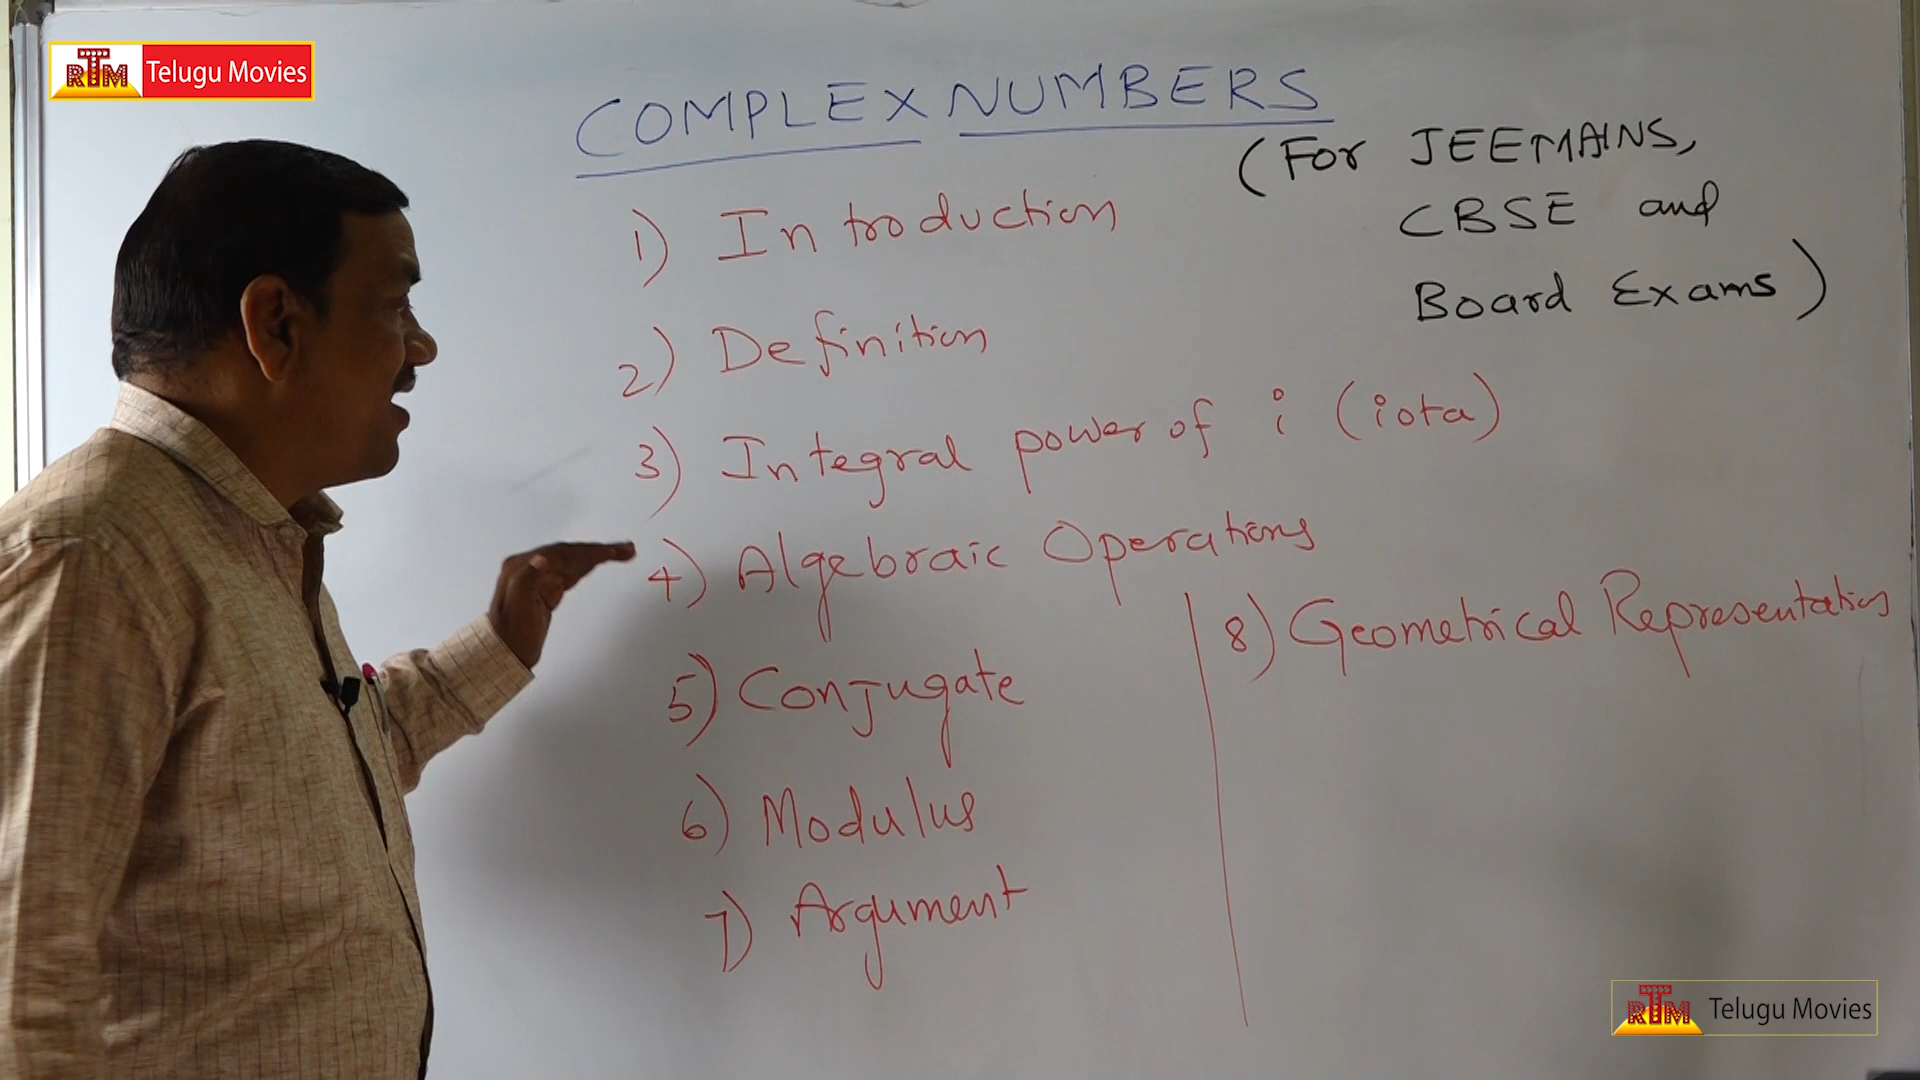 RTM Telugu Movies
COMPLEX NUMBERS
(For JEEMAINS,
CBSE and
Board Exams)
1) Introduction
2) Definition
3) Integral power of i (iota)
4) Algebraic Operations
5) Conjugate
6) Modulus
7) Argument
8) Geometrical Representation
RTM Telugu Movies